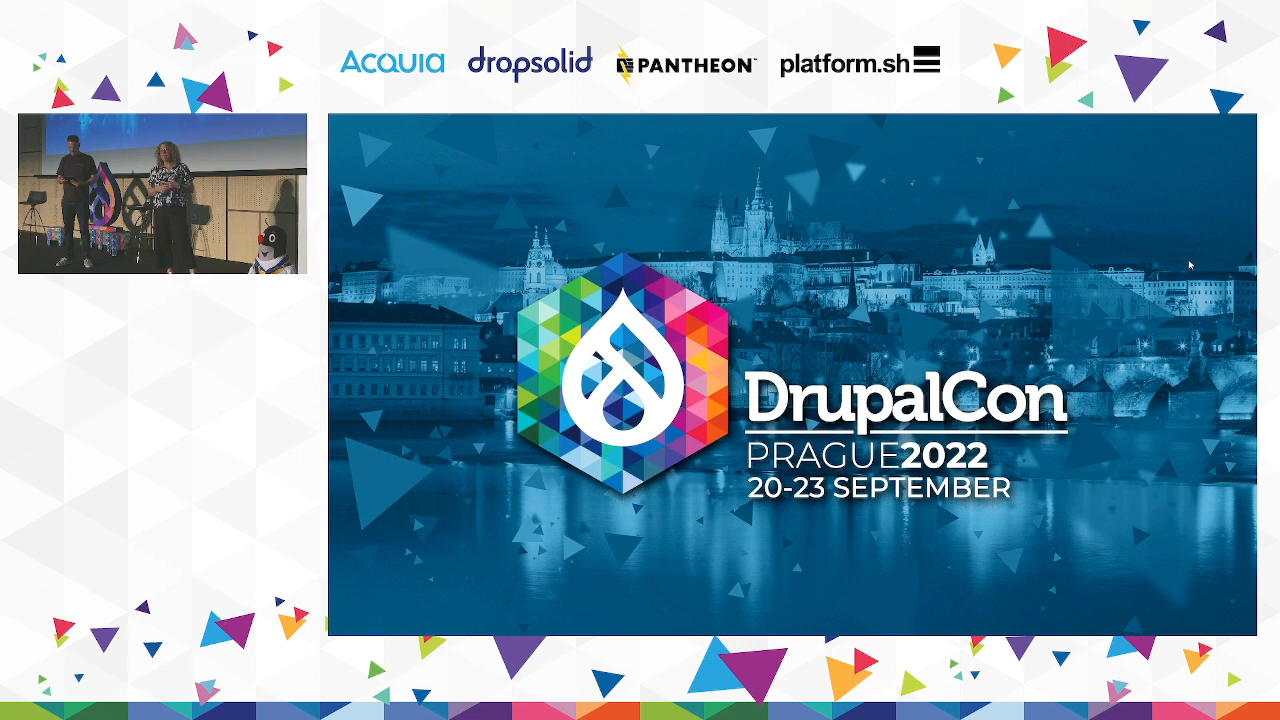 ACQUIA
dropsolid
PANTHEON
platform.sh
DrupalCon
PRAGUE2022
20-23 SEPTEMBER